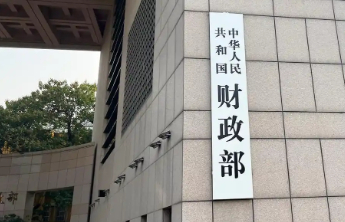 中华人民
共和国
财政部